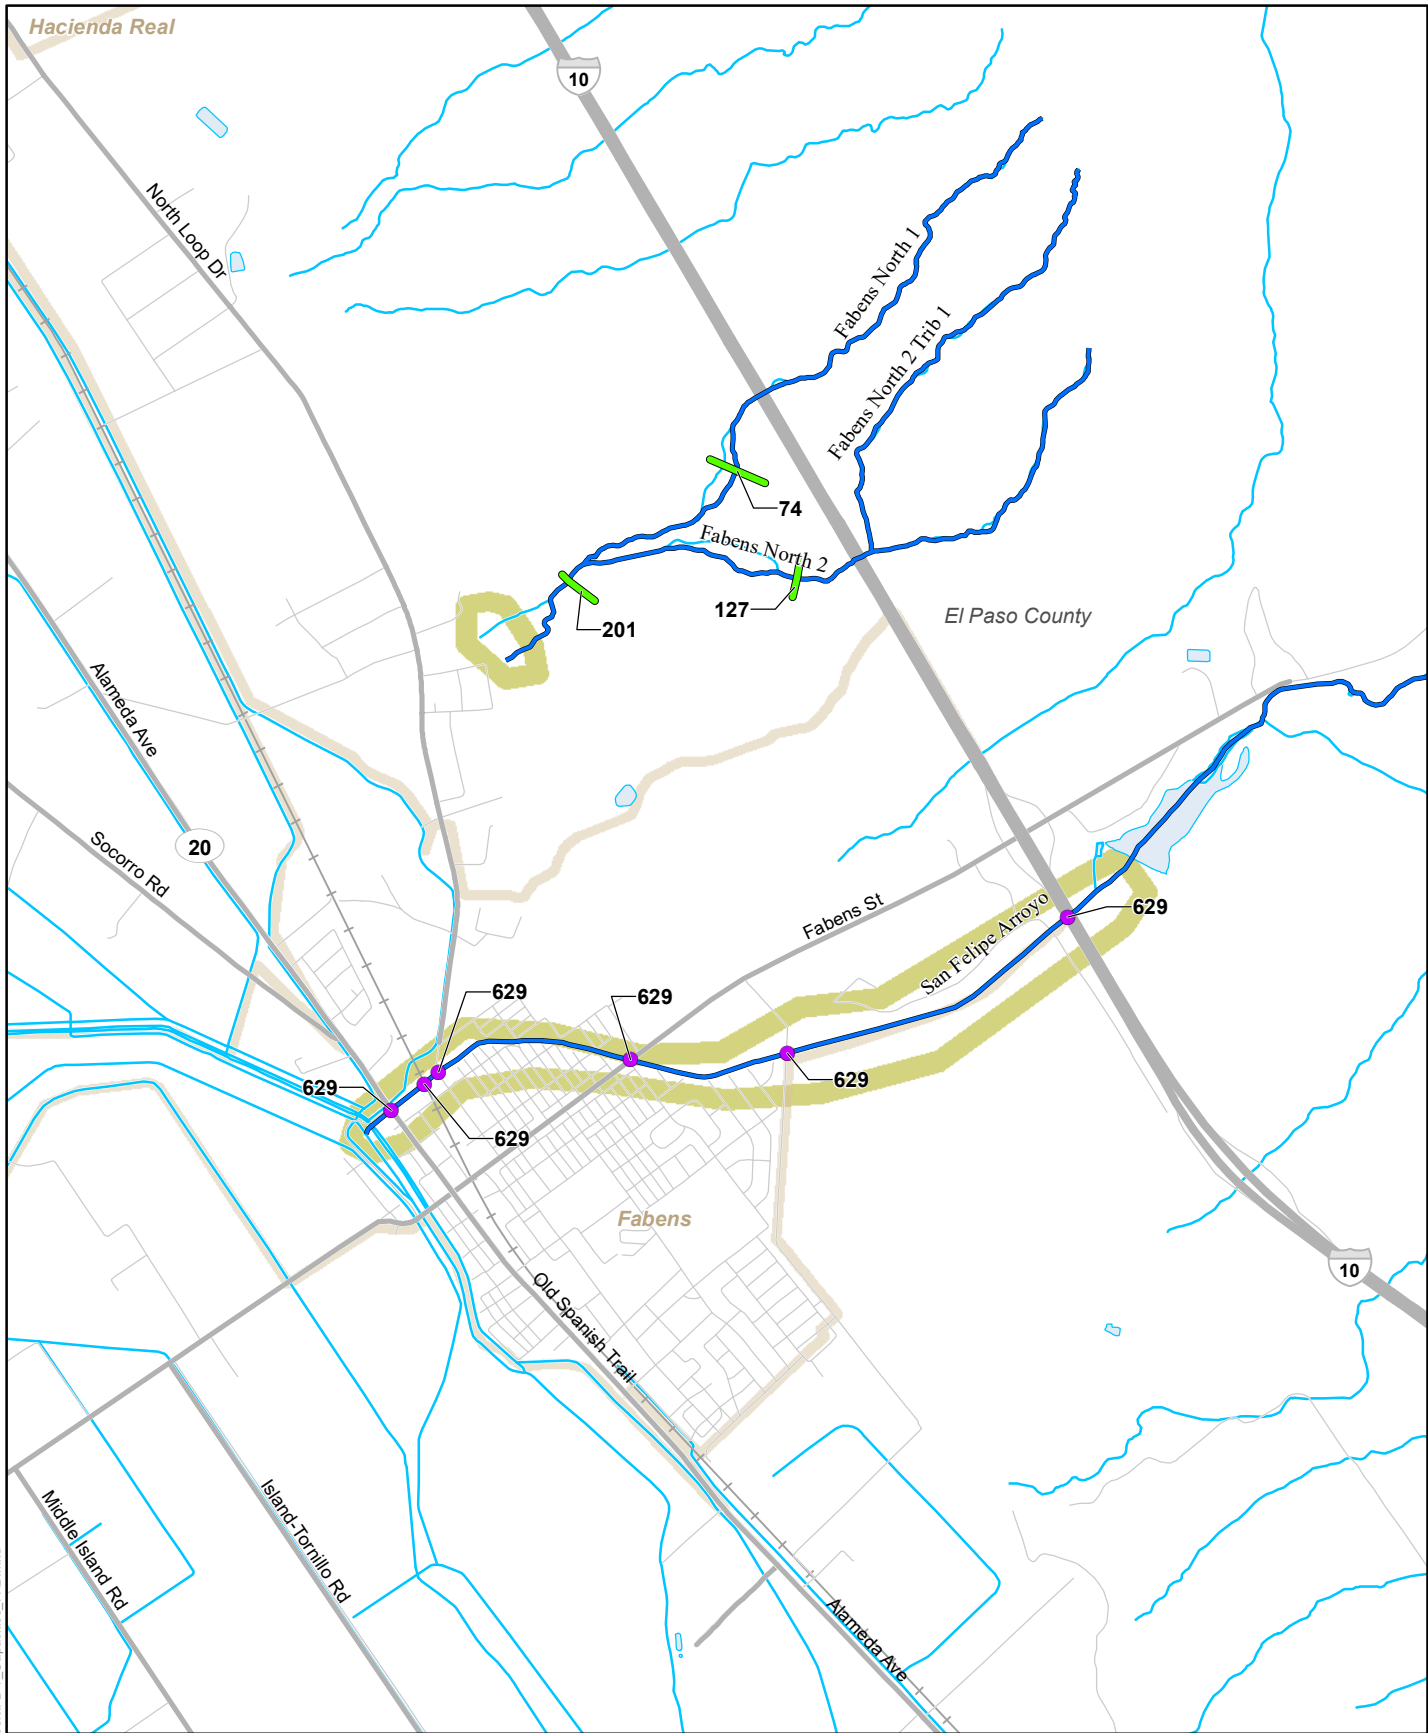 Hacienda Real
10
North Loop Dr
Fabens North 1
Fabens North 2 Trib 1
74
Fabens North 2
127
201
El Paso County
Alameda Ave
20
Socorro Rd
Fabens St
San Felipe Arroyo
629
629
629
629
629
629
Fabens
10
Old Spanish Trail
Island-Tornillo Rd
Middle Island Rd
Alameda Ave